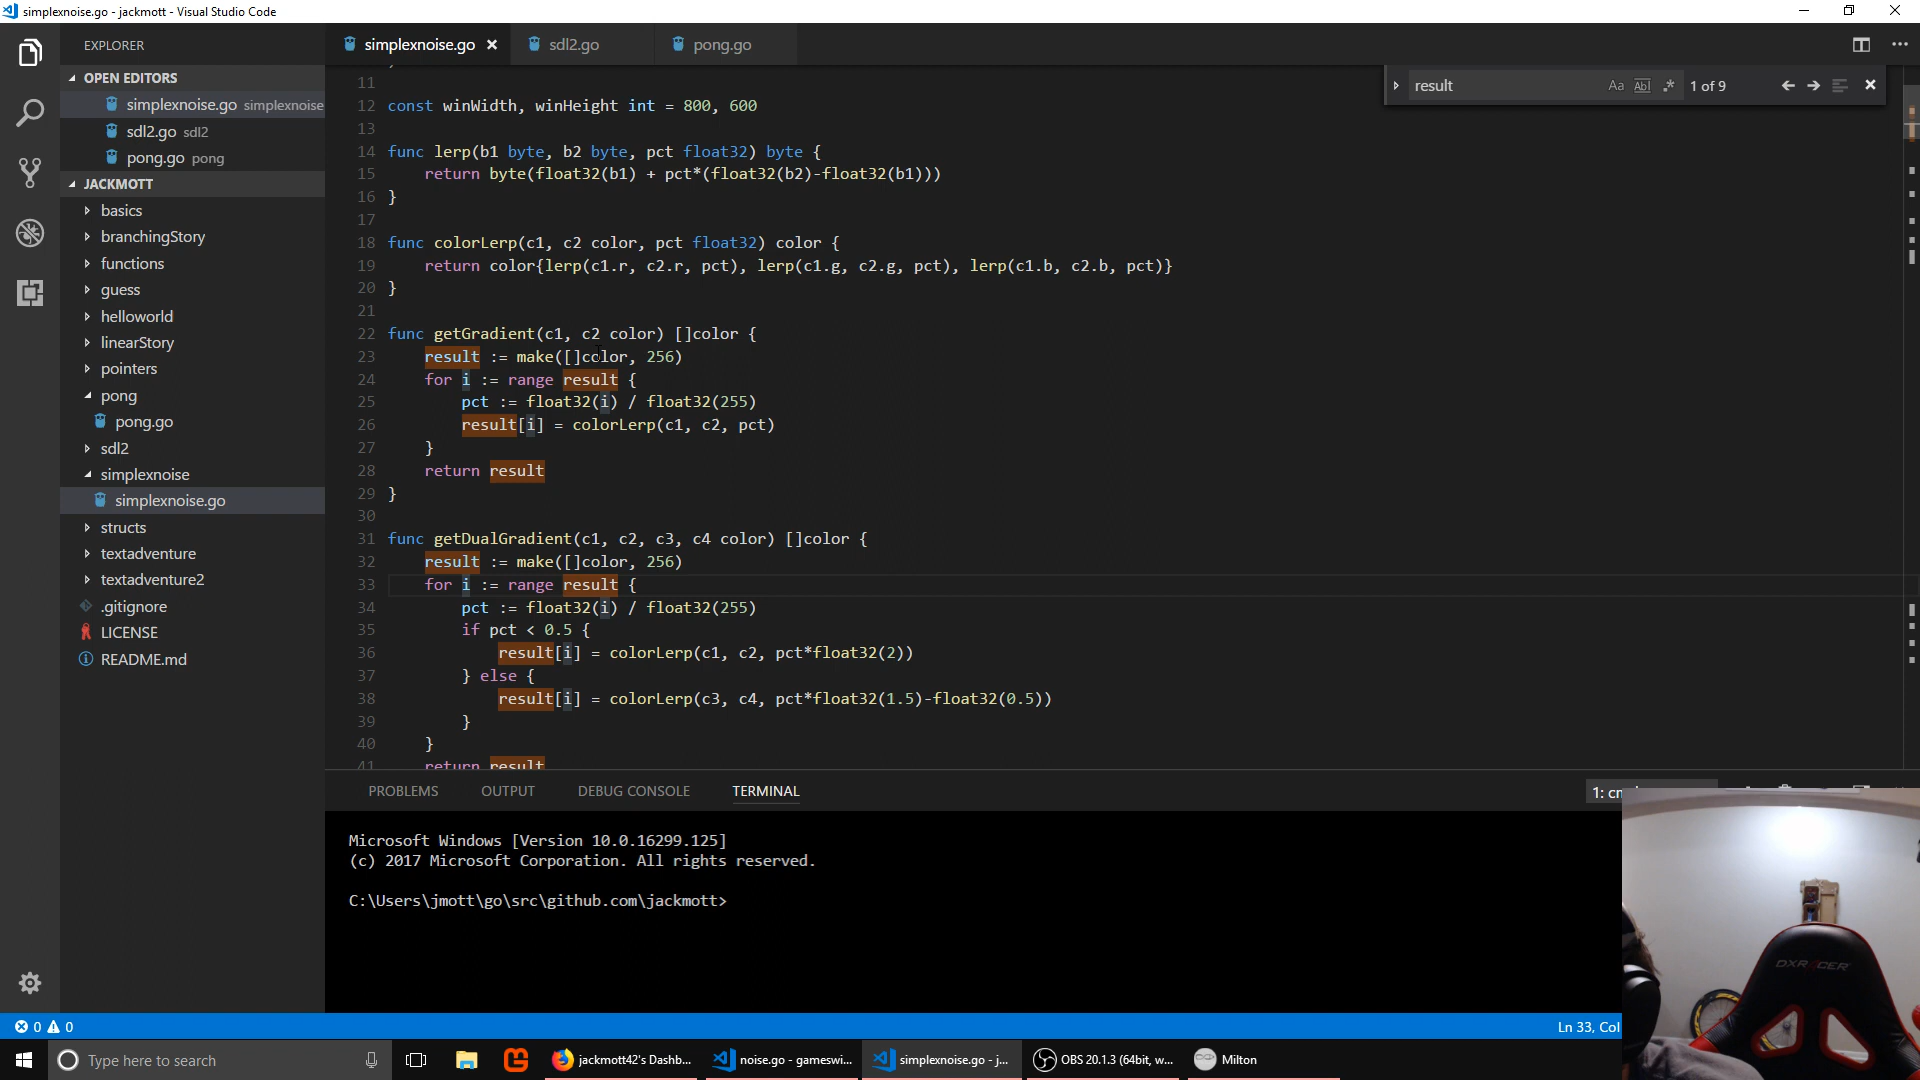 simplexnoise.go - jackmott - Visual Studio Code
EXPLORER
simplexnoise.go
sdl2.go
pong.go
OPEN EDITORS
simplexnoise.go simplexnoise
sdl2.go sdl2
pong.go pong
JACKMOTT
basics
branchingStory
functions
guess
helloworld
linearStory
pointers
pong
pong.go
sdl2
simplexnoise
simplexnoise.go
structs
textadventure
textadventure2
.gitignore
LICENSE
README.md
result
Aa Abl .* 1 of 9
11
12 const winWidth, winHeight int = 800, 600
13
14 func lerp(b1 byte, b2 byte, pct float32) byte {
15 return byte(float32(b1) + pct*(float32(b2)-float32(b1)))
16 }
17
18 func colorLerp(c1, c2 color, pct float32) color {
19 return color{lerp(c1.r, c2.r, pct), lerp(c1.g, c2.g, pct), lerp(c1.b, c2.b, pct)}
20 }
21
22 func getGradient(c1, c2 color) []color {
23 result := make([]color, 256)
24 for i := range result {
25 pct := float32(i) / float32(255)
26 result[i] = colorLerp(c1, c2, pct)
27 }
28 return result
29 }
30
31 func getDualGradient(c1, c2, c3, c4 color) []color {
32 result := make([]color, 256)
33 for i := range result {
34 pct := float32(i) / float32(255)
35 if pct < 0.5 {
36 result[i] = colorLerp(c1, c2, pct*float32(2))
37 } else {
38 result[i] = colorLerp(c3, c4, pct*float32(1.5)-float32(0.5))
39 }
40 }
41 return result
PROBLEMS
OUTPUT
DEBUG CONSOLE
TERMINAL
1: cm
Microsoft Windows [Version 10.0.16299.125]
(c) 2017 Microsoft Corporation. All rights reserved.
C:\Users\jmott\go\src\github.com\jackmott>
DXRACER
0 0
Ln 33, Col
Type here to search
jackmott42's Dashb...
noise.go - gameswi...
simplexnoise.go - j...
OBS 20.1.3 (64bit, w...
Milton